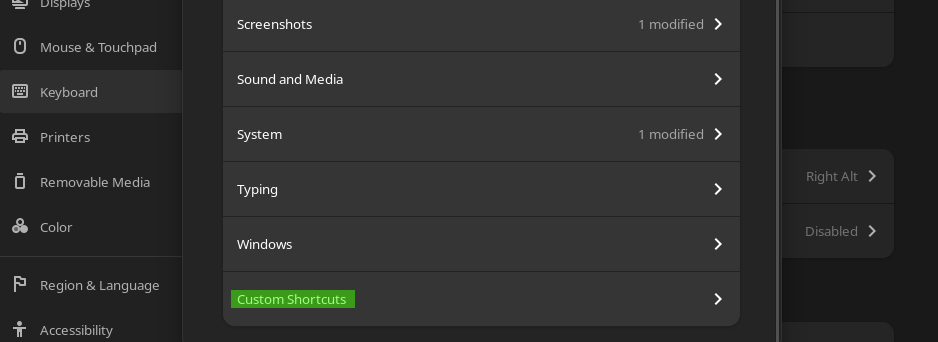 Displays
Mouse & Touchpad
Keyboard
Printers
Removable Media
Color
Region & Language
Accessibility
Screenshots 1 modified
Sound and Media
System 1 modified
Typing
Windows
Custom Shortcuts
Right Alt
Disabled